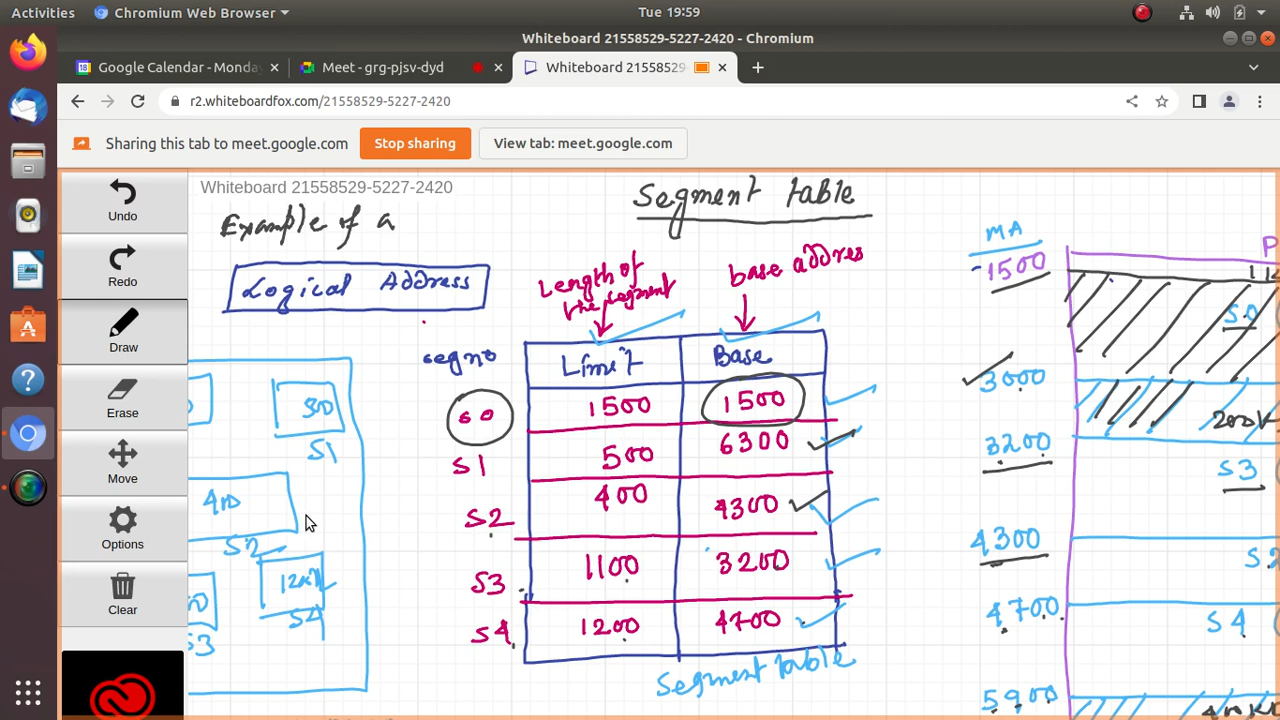 Activities
Chromium Web Browser
Tue 19:59
Whiteboard 21558529-5227-2420 - Chromium
Google Calendar - Monda
Meet - grg-pjsv-dyd
Whiteboard 21558529-
r2.whiteboardfox.com/21558529-5227-2420
Sharing this tab to meet.google.com
Stop sharing
View tab: meet.google.com
Undo
Redo
Draw
Erase
Move
Options
Clear
Whiteboard 21558529-5227-2420
Example of a
Logical Address
500
S1
400
S2
S4
S3
Segment table
Length of
the segment
base addres
segno
Limit
Base
s0
1500
1500
S1
500
6300
S2
400
4300
S3
1100
3200
S4
1200
4700
Segment table
MA
1500
S0
3000
200K
3200
S3
4300
4700
S4
5900